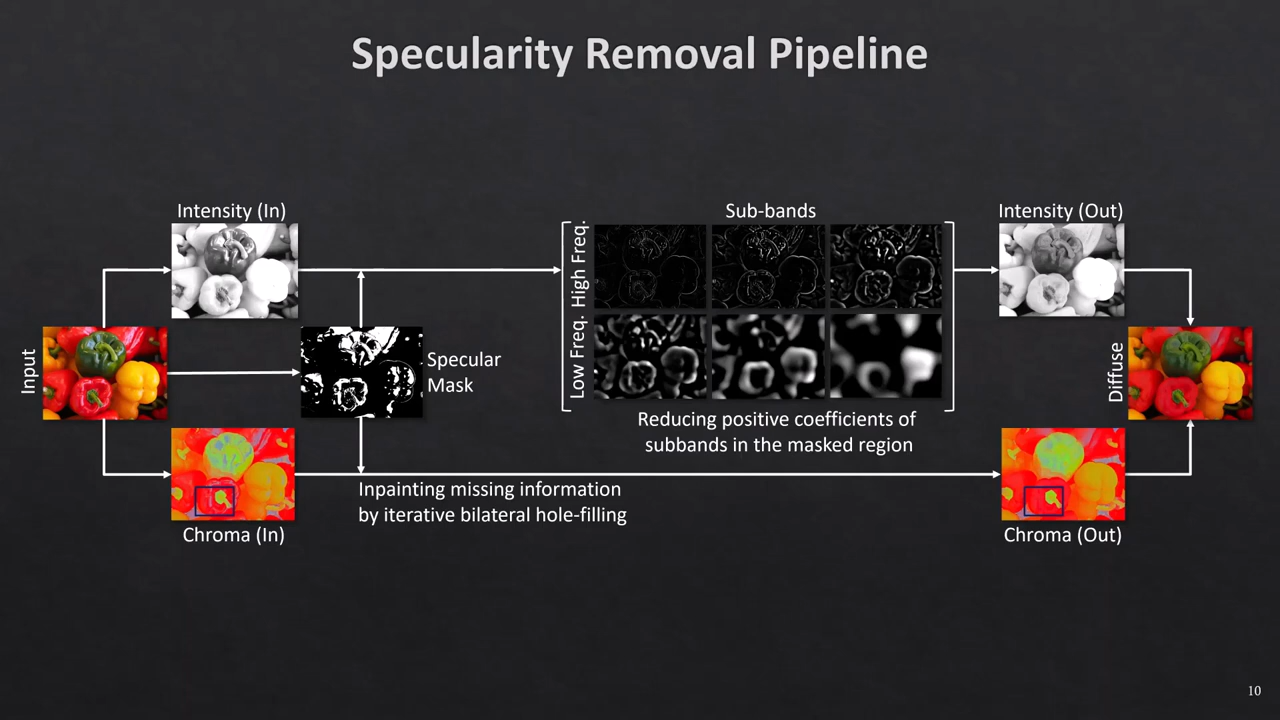 Specularity Removal Pipeline
Intensity (In)
Sub-bands
Intensity (Out)
High Freq.
Low Freq.
Input
Specular
Mask
Diffuse
Reducing positive coefficients of
subbands in the masked region
Inpainting missing information
by iterative bilateral hole-filling
Chroma (In)
Chroma (Out)
10